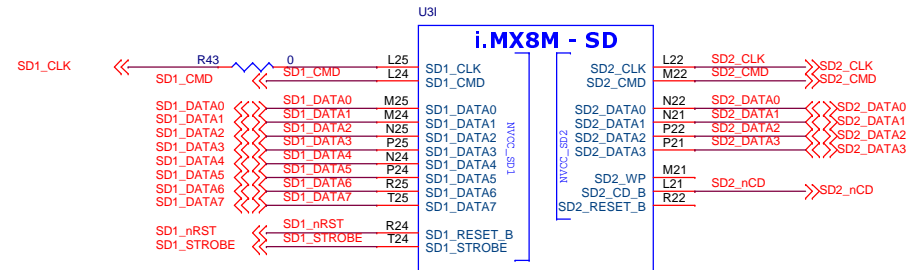 U3I
i.MX8M - SD
SD1_CLK R43 0 L25 SD1_CLK SD2_CLK L22 SD2_CLK SD2_CLK
SD1_CMD SD1_CMD L24 SD1_CMD SD2_CMD M22 SD2_CMD SD2_CMD
SD1_DATA0 SD1_DATA0 M25 SD1_DATA0 SD2_DATA0 N22 SD2_DATA0 SD2_DATA0
SD1_DATA1 SD1_DATA1 M24 SD1_DATA1 SD2_DATA1 N21 SD2_DATA1 SD2_DATA1
SD1_DATA2 SD1_DATA2 N25 SD1_DATA2 SD2_DATA2 P22 SD2_DATA2 SD2_DATA2
SD1_DATA3 SD1_DATA3 P25 SD1_DATA3 SD2_DATA3 P21 SD2_DATA3 SD2_DATA3
SD1_DATA4 SD1_DATA4 N24 SD1_DATA4
SD1_DATA5 SD1_DATA5 P24 SD1_DATA5 SD2_WP M21
SD1_DATA6 SD1_DATA6 R25 SD1_DATA6 SD2_CD_B L21 SD2_nCD SD2_nCD
SD1_DATA7 SD1_DATA7 T25 SD1_DATA7 SD2_RESET_B R22
SD1_nRST SD1_nRST R24 SD1_RESET_B
SD1_STROBE SD1_STROBE T24 SD1_STROBE
NVCC_SD1
NVCC_SD2